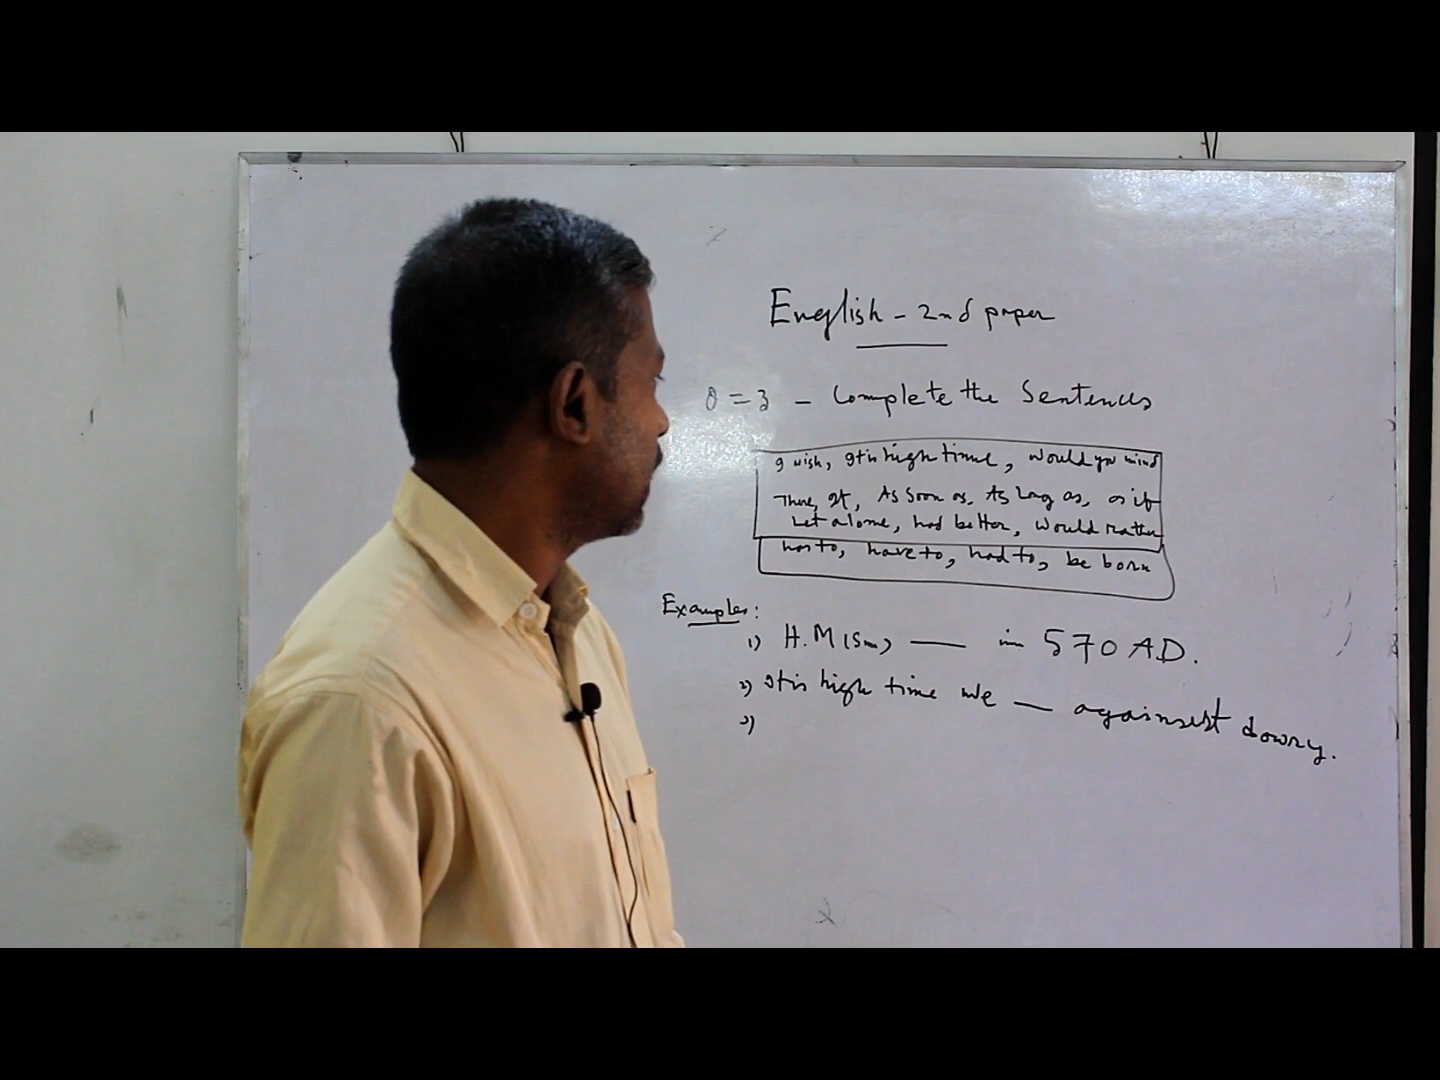 English - 2nd paper
Q = 3 - Complete the Sentences
I wish, It is high time, Would you mind
There, It, As soon as, As long as, as if
Let alone, had better, would rather
has to, have to, had to, be born
Examples:
1) H.M (Sm) — in 570 AD.
2) It is high time we — against dowry.
3)